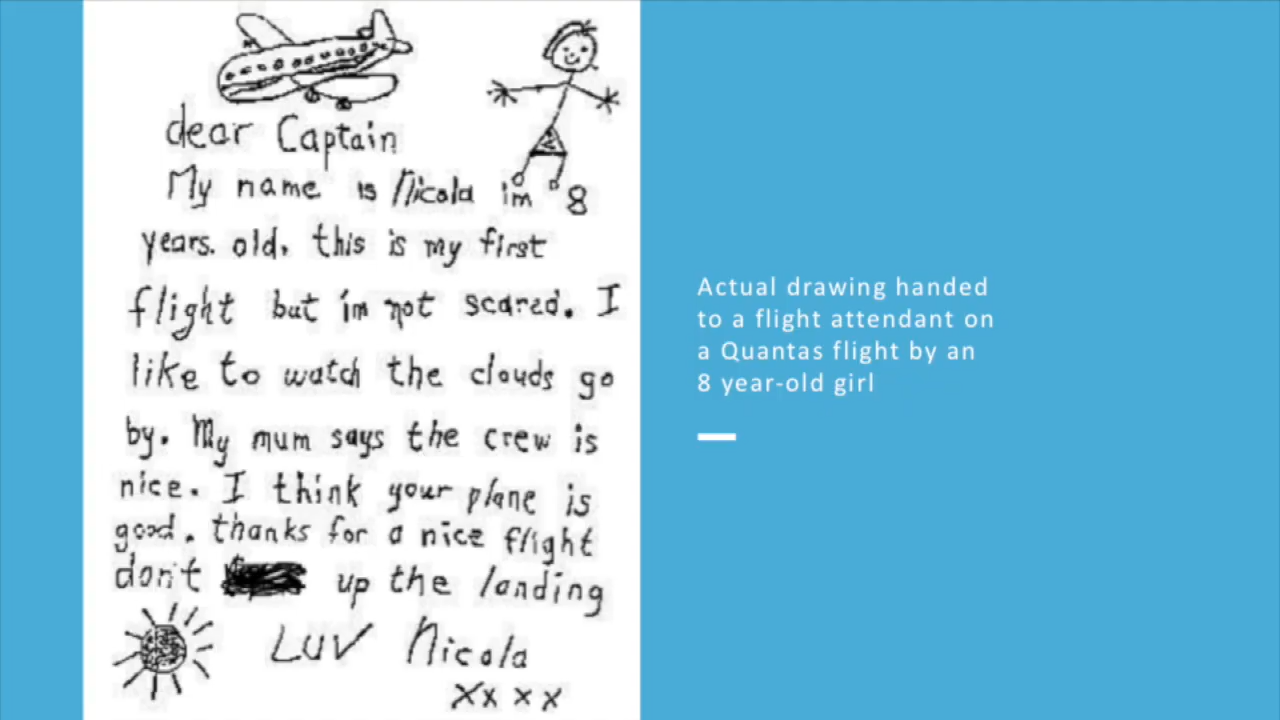 dear Captain
My name is Nicola im 8
years. old. this is my first
flight but im not scared. I
like to watch the clouds go
by. My mum says the crew is
nice. I think your plane is
good. thanks for a nice flight
don't up the landing
LUV Nicola
xx x x
Actual drawing handed
to a flight attendant on
a Quantas flight by an
8 year-old girl